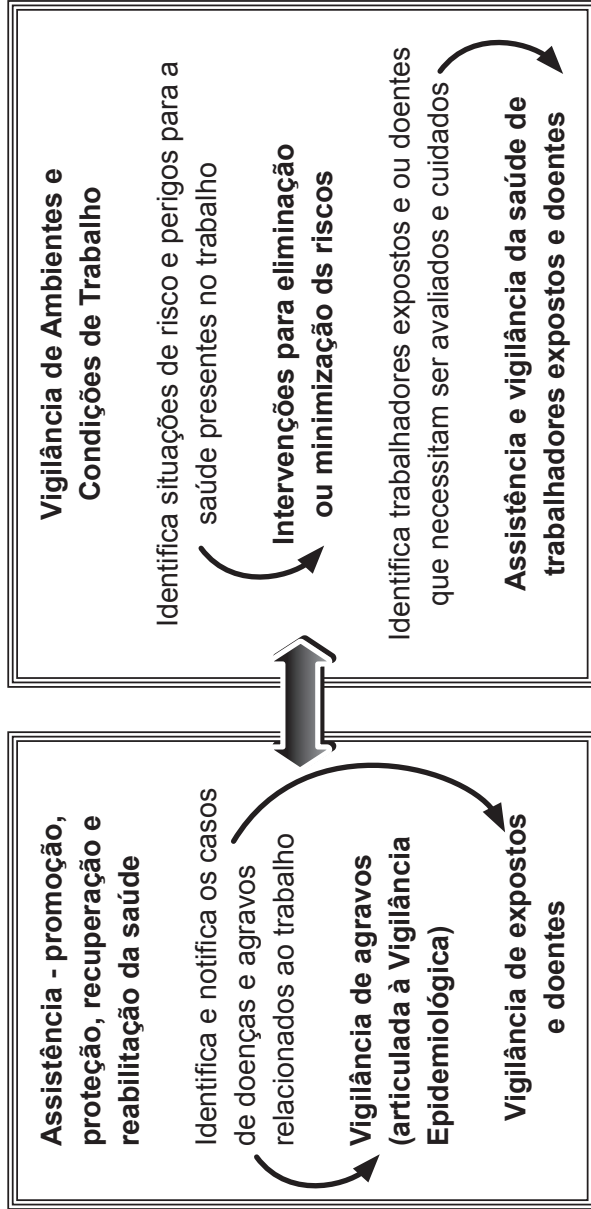 Assistência - promoção,
proteção, recuperação e
reabilitação da saúde
Identifica e notifica os casos
de doenças e agravos
relacionados ao trabalho
Vigilância de agravos
(articulada à Vigilância
Epidemiológica)
Vigilância de expostos
e doentes
Vigilância de Ambientes e
Condições de Trabalho
Identifica situações de risco e perigos para a
saúde presentes no trabalho
Intervenções para eliminação
ou minimização ds riscos
Identifica trabalhadores expostos e ou doentes
que necessitam ser avaliados e cuidados
Assistência e vigilância da saúde de
trabalhadores expostos e doentes